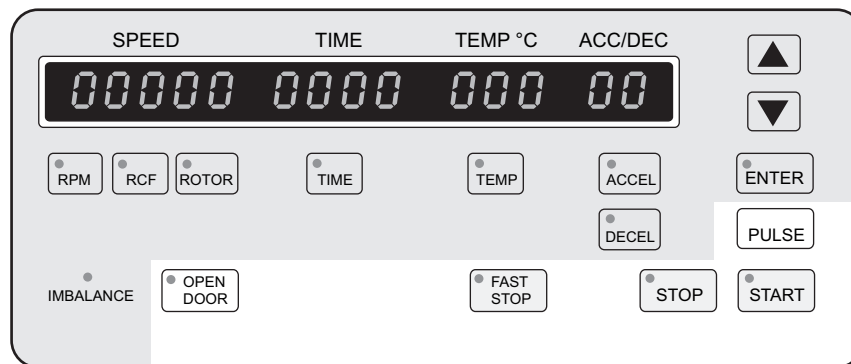 SPEED TIME TEMP °C ACC/DEC
00000 0000 000 00
RPM RCF ROTOR TIME TEMP ACCEL ENTER
DECEL PULSE
IMBALANCE OPEN DOOR FAST STOP STOP START